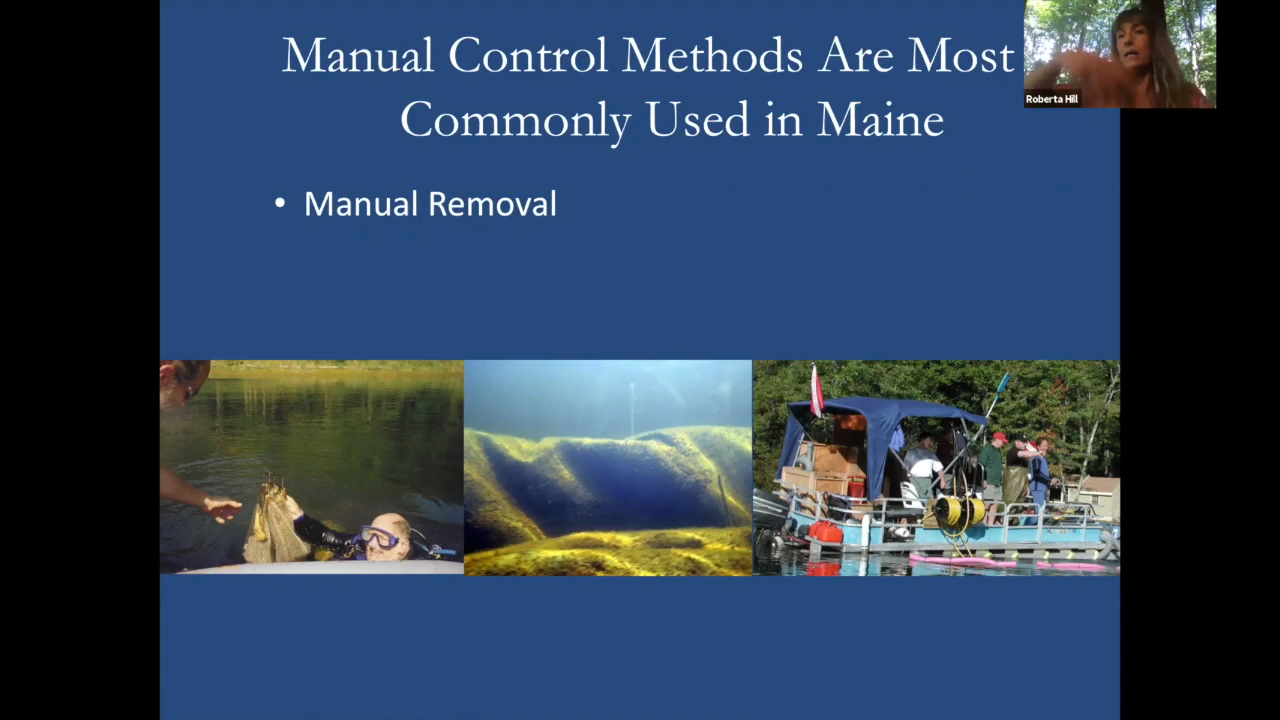 Manual Control Methods Are Most
Commonly Used in Maine
• Manual Removal
Roberta Hill